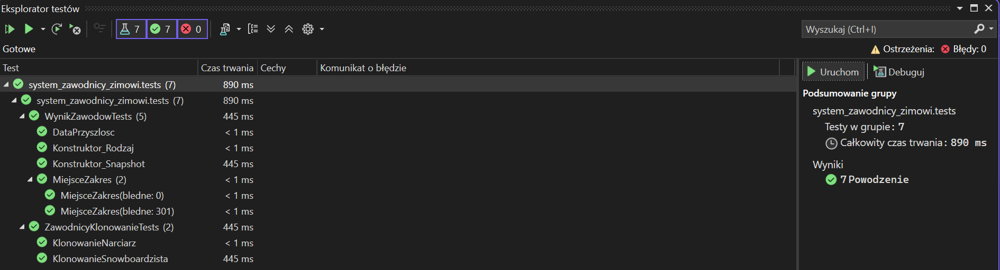 Eksplorator testów
7 7 0
Wyszukaj (Ctrl+I)
Gotowe
Ostrzeżenia: Błędy: 0
Test Czas trwania Cechy Komunikat o błędzie
system_zawodnicy_zimowi.tests (7) 890 ms
system_zawodnicy_zimowi.tests (7) 890 ms
WynikZawodowTests (5) 445 ms
DataPrzyszlosc < 1 ms
Konstruktor_Rodzaj < 1 ms
Konstruktor_Snapshot 445 ms
MiejsceZakres (2) < 1 ms
MiejsceZakres(bledne: 0) < 1 ms
MiejsceZakres(bledne: 301) < 1 ms
ZawodnicyKlonowanieTests (2) 445 ms
KlonowanieNarciarz < 1 ms
KlonowanieSnowboardzista 445 ms
Uruchom Debuguj
Podsumowanie grupy
system_zawodnicy_zimowi.tests
Testy w grupie: 7
Całkowity czas trwania: 890 ms
Wyniki
7 Powodzenie